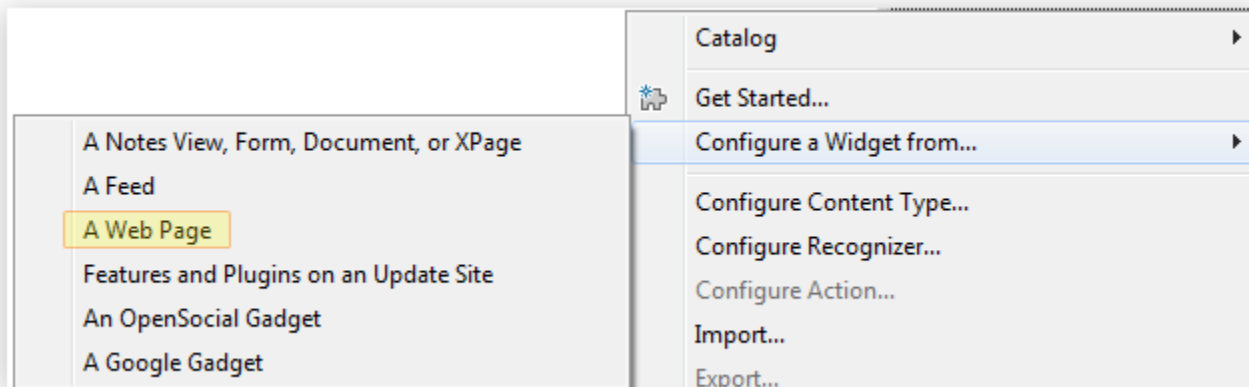 Catalog
Get Started...
Configure a Widget from...
Configure Content Type...
Configure Recognizer...
Configure Action...
Import...
Export...
A Notes View, Form, Document, or XPage
A Feed
A Web Page
Features and Plugins on an Update Site
An OpenSocial Gadget
A Google Gadget